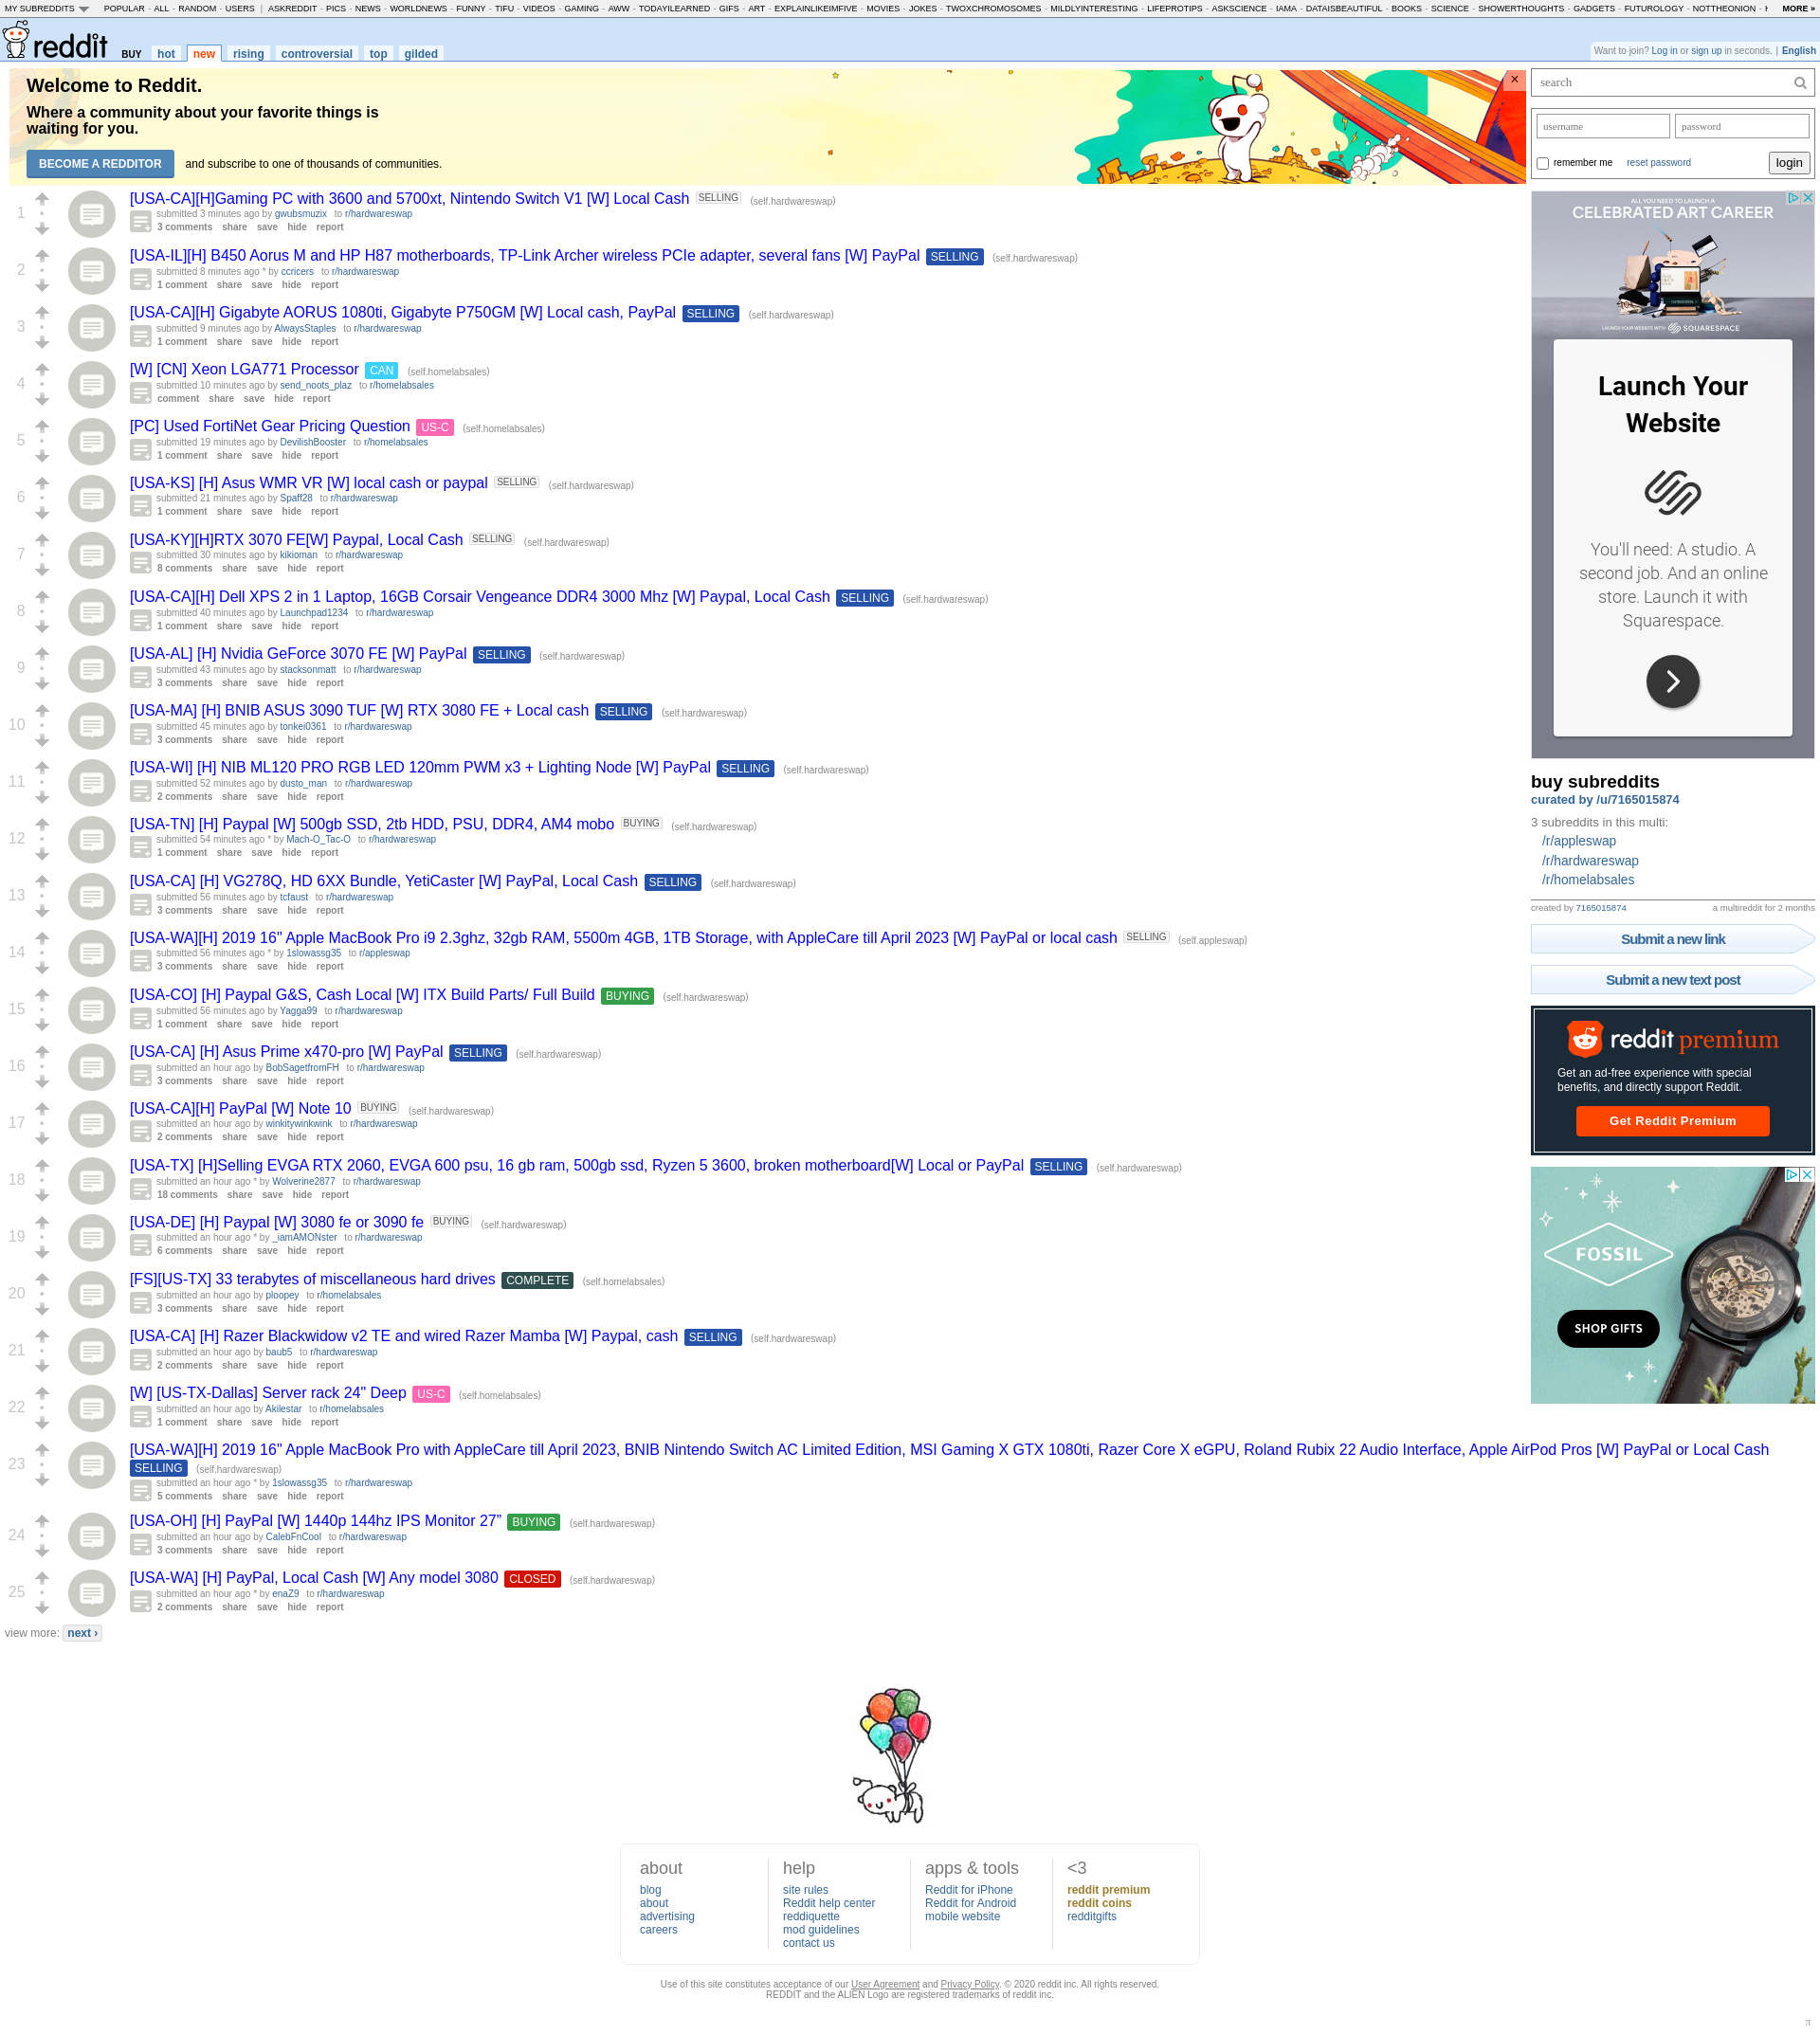 MY SUBREDDITS POPULAR - ALL - RANDOM - USERS | ASKREDDIT - PICS - NEWS - WORLDNEWS - FUNNY - TIFU - VIDEOS - GAMING - AWW - TODAYILEARNED - GIFS - ART - EXPLAINLIKEIMFIVE - MOVIES - JOKES - TWOXCHROMOSOMES - MILDLYINTERESTING - LIFEPROTIPS - ASKSCIENCE - IAMA - DATAISBEAUTIFUL - BOOKS - SCIENCE - SHOWERTHOUGHTS - GADGETS - FUTUROLOGY - NOTTHEONION - MORE »
reddit BUY hot new rising controversial top gilded
Want to join? Log in or sign up in seconds. | English
Welcome to Reddit.
Where a community about your favorite things is
waiting for you.
BECOME A REDDITOR and subscribe to one of thousands of communities.
1
[USA-CA][H]Gaming PC with 3600 and 5700xt, Nintendo Switch V1 [W] Local Cash SELLING (self.hardwareswap)
submitted 3 minutes ago by gwubsmuzix to r/hardwareswap
3 comments share save hide report
2
[USA-IL][H] B450 Aorus M and HP H87 motherboards, TP-Link Archer wireless PCIe adapter, several fans [W] PayPal SELLING (self.hardwareswap)
submitted 8 minutes ago * by ccricers to r/hardwareswap
1 comment share save hide report
3
[USA-CA][H] Gigabyte AORUS 1080ti, Gigabyte P750GM [W] Local cash, PayPal SELLING (self.hardwareswap)
submitted 9 minutes ago by AlwaysStaples to r/hardwareswap
1 comment share save hide report
4
[W] [CN] Xeon LGA771 Processor CAN (self.homelabsales)
submitted 10 minutes ago by send_noots_plaz to r/homelabsales
comment share save hide report
5
[PC] Used FortiNet Gear Pricing Question US-C (self.homelabsales)
submitted 19 minutes ago by DevilishBooster to r/homelabsales
1 comment share save hide report
6
[USA-KS] [H] Asus WMR VR [W] local cash or paypal SELLING (self.hardwareswap)
submitted 21 minutes ago by Spaff28 to r/hardwareswap
1 comment share save hide report
7
[USA-KY][H]RTX 3070 FE[W] Paypal, Local Cash SELLING (self.hardwareswap)
submitted 30 minutes ago by kikioman to r/hardwareswap
8 comments share save hide report
8
[USA-CA][H] Dell XPS 2 in 1 Laptop, 16GB Corsair Vengeance DDR4 3000 Mhz [W] Paypal, Local Cash SELLING (self.hardwareswap)
submitted 40 minutes ago by Launchpad1234 to r/hardwareswap
1 comment share save hide report
9
[USA-AL] [H] Nvidia GeForce 3070 FE [W] PayPal SELLING (self.hardwareswap)
submitted 43 minutes ago by stacksonmatt to r/hardwareswap
3 comments share save hide report
10
[USA-MA] [H] BNIB ASUS 3090 TUF [W] RTX 3080 FE + Local cash SELLING (self.hardwareswap)
submitted 45 minutes ago by tonkei0361 to r/hardwareswap
3 comments share save hide report
11
[USA-WI] [H] NIB ML120 PRO RGB LED 120mm PWM x3 + Lighting Node [W] PayPal SELLING (self.hardwareswap)
submitted 52 minutes ago by dusto_man to r/hardwareswap
2 comments share save hide report
12
[USA-TN] [H] Paypal [W] 500gb SSD, 2tb HDD, PSU, DDR4, AM4 mobo BUYING (self.hardwareswap)
submitted 54 minutes ago * by Mach-O_Tac-O to r/hardwareswap
1 comment share save hide report
13
[USA-CA] [H] VG278Q, HD 6XX Bundle, YetiCaster [W] PayPal, Local Cash SELLING (self.hardwareswap)
submitted 56 minutes ago by tcfaust to r/hardwareswap
3 comments share save hide report
14
[USA-WA][H] 2019 16" Apple MacBook Pro i9 2.3ghz, 32gb RAM, 5500m 4GB, 1TB Storage, with AppleCare till April 2023 [W] PayPal or local cash SELLING (self.appleswap)
submitted 56 minutes ago * by 1slowassg35 to r/appleswap
3 comments share save hide report
15
[USA-CO] [H] Paypal G&S, Cash Local [W] ITX Build Parts/ Full Build BUYING (self.hardwareswap)
submitted 56 minutes ago by Yagga99 to r/hardwareswap
1 comment share save hide report
16
[USA-CA] [H] Asus Prime x470-pro [W] PayPal SELLING (self.hardwareswap)
submitted an hour ago by BobSagetfromFH to r/hardwareswap
3 comments share save hide report
17
[USA-CA][H] PayPal [W] Note 10 BUYING (self.hardwareswap)
submitted an hour ago by winkitywinkwink to r/hardwareswap
2 comments share save hide report
18
[USA-TX] [H]Selling EVGA RTX 2060, EVGA 600 psu, 16 gb ram, 500gb ssd, Ryzen 5 3600, broken motherboard[W] Local or PayPal SELLING (self.hardwareswap)
submitted an hour ago * by Wolverine2877 to r/hardwareswap
18 comments share save hide report
19
[USA-DE] [H] Paypal [W] 3080 fe or 3090 fe BUYING (self.hardwareswap)
submitted an hour ago * by _iamAMONster to r/hardwareswap
6 comments share save hide report
20
[FS][US-TX] 33 terabytes of miscellaneous hard drives COMPLETE (self.homelabsales)
submitted an hour ago by ploopey to r/homelabsales
3 comments share save hide report
21
[USA-CA] [H] Razer Blackwidow v2 TE and wired Razer Mamba [W] Paypal, cash SELLING (self.hardwareswap)
submitted an hour ago by baub5 to r/hardwareswap
2 comments share save hide report
22
[W] [US-TX-Dallas] Server rack 24" Deep US-C (self.homelabsales)
submitted an hour ago by Akilestar to r/homelabsales
1 comment share save hide report
23
[USA-WA][H] 2019 16" Apple MacBook Pro with AppleCare till April 2023, BNIB Nintendo Switch AC Limited Edition, MSI Gaming X GTX 1080ti, Razer Core X eGPU, Roland Rubix 22 Audio Interface, Apple AirPod Pros [W] PayPal or Local Cash
SELLING (self.hardwareswap)
submitted an hour ago * by 1slowassg35 to r/hardwareswap
5 comments share save hide report
24
[USA-OH] [H] PayPal [W] 1440p 144hz IPS Monitor 27” BUYING (self.hardwareswap)
submitted an hour ago by CalebFnCool to r/hardwareswap
3 comments share save hide report
25
[USA-WA] [H] PayPal, Local Cash [W] Any model 3080 CLOSED (self.hardwareswap)
submitted an hour ago * by enaZ9 to r/hardwareswap
2 comments share save hide report
view more: next ›
search
username password
remember me reset password login
ALL YOU NEED TO LAUNCH A
CELEBRATED ART CAREER
LAUNCH YOUR WEBSITE WITH SQUARESPACE
Launch Your
Website
You'll need: A studio. A
second job. And an online
store. Launch it with
Squarespace.
buy subreddits
curated by /u/7165015874
3 subreddits in this multi:
/r/appleswap
/r/hardwareswap
/r/homelabsales
created by 7165015874 a multireddit for 2 months
Submit a new link
Submit a new text post
reddit premium
Get an ad-free experience with special
benefits, and directly support Reddit.
Get Reddit Premium
FOSSIL
SHOP GIFTS
about
blog
about
advertising
careers
help
site rules
Reddit help center
reddiquette
mod guidelines
contact us
apps & tools
Reddit for iPhone
Reddit for Android
mobile website
<3
reddit premium
reddit coins
redditgifts
Use of this site constitutes acceptance of our User Agreement and Privacy Policy. © 2020 reddit inc. All rights reserved.
REDDIT and the ALIEN Logo are registered trademarks of reddit inc.
π